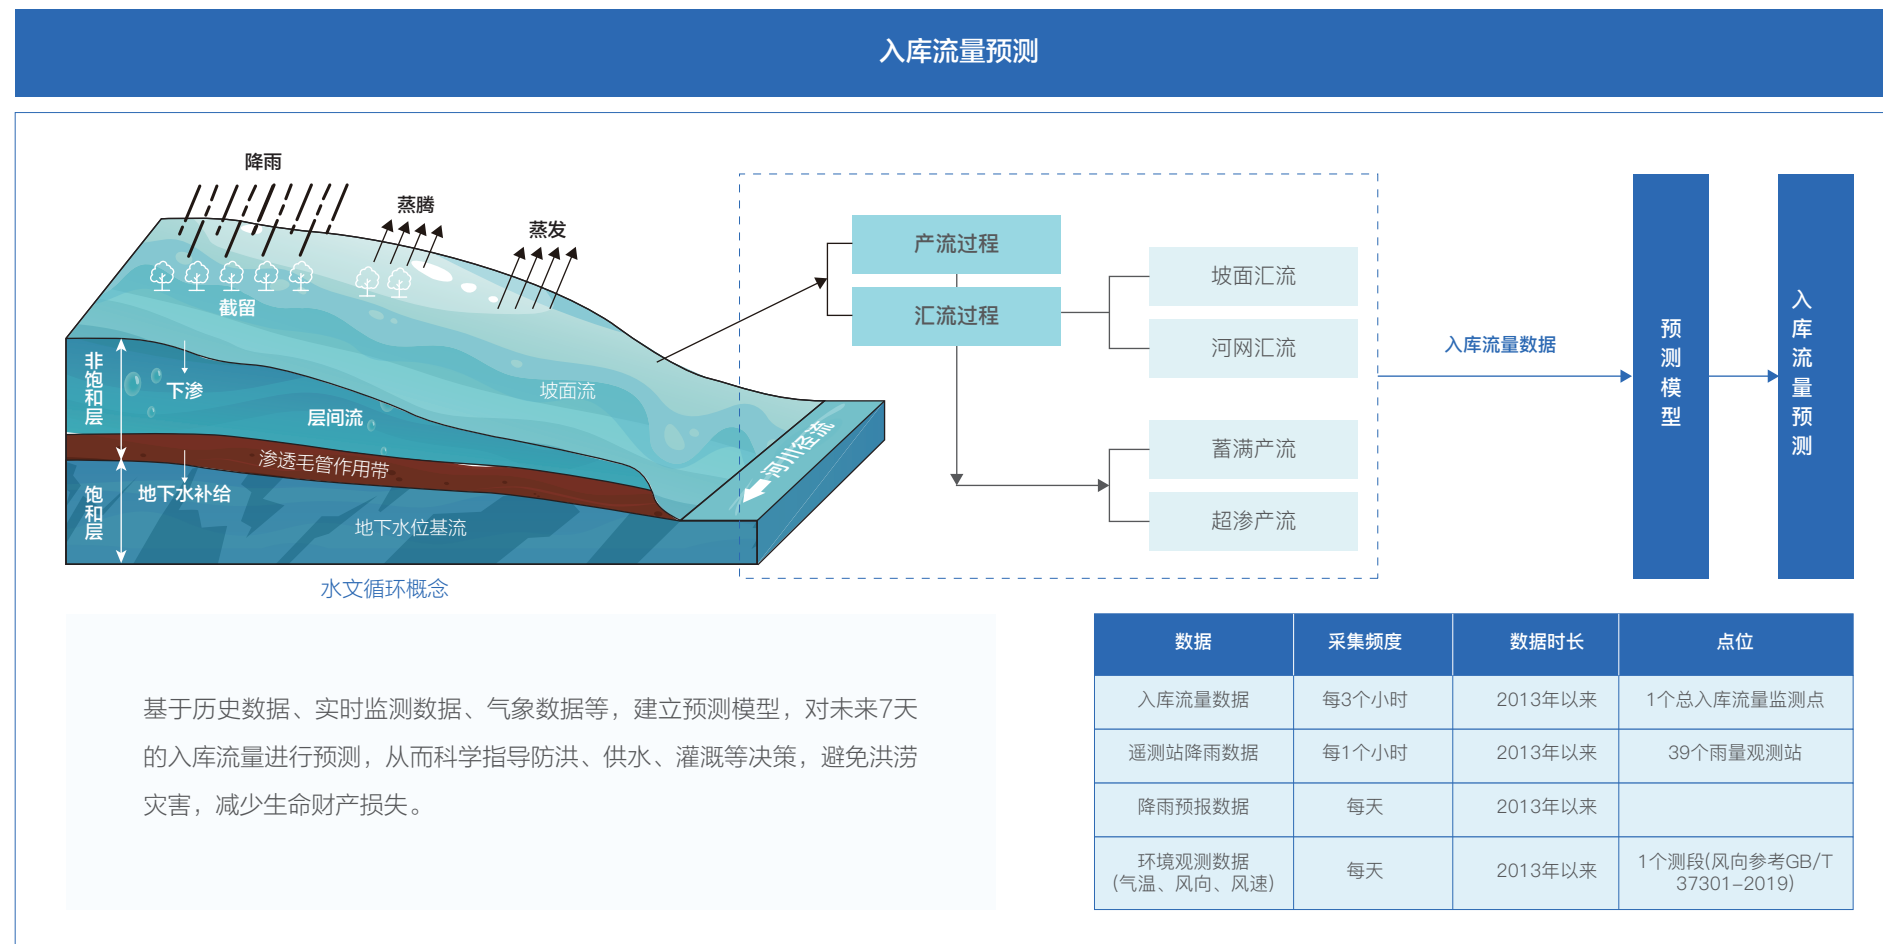 入库流量预测
降雨
蒸腾
蒸发
截留
非饱和层
下渗
层间流
坡面流
渗透毛管作用带
河川径流
饱和层
地下水补给
地下水位基流
水文循环概念
产流过程
汇流过程
坡面汇流
河网汇流
蓄满产流
超渗产流
入库流量数据
预测模型
入库流量预测
基于历史数据、实时监测数据、气象数据等，建立预测模型，对未来7天
的入库流量进行预测，从而科学指导防洪、供水、灌溉等决策，避免洪涝
灾害，减少生命财产损失。
数据 采集频度 数据时长 点位
入库流量数据 每3个小时 2013年以来 1个总入库流量监测点
遥测站降雨数据 每1个小时 2013年以来 39个雨量观测站
降雨预报数据 每天 2013年以来
环境观测数据
(气温、风向、风速) 每天 2013年以来 1个测段(风向参考GB/T
37301-2019)